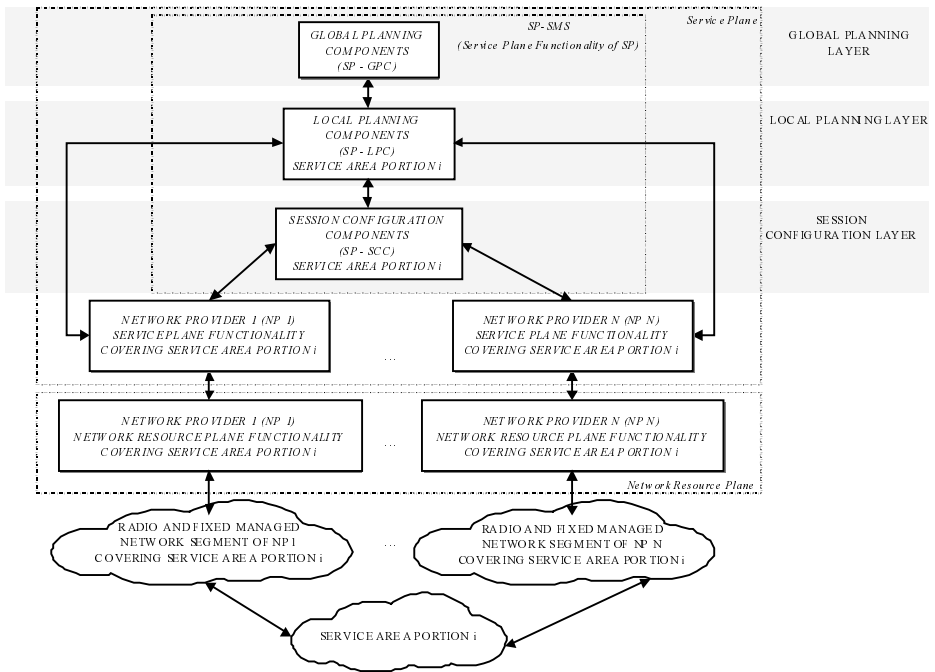 Service Plane
SP-SMS
(Service Plane Functionality of SP)
GLOBAL PLANNING
COMPONENTS
(SP - GPC)
GLOBAL PLANNING
LAYER
LOCAL PLANNING
COMPONENTS
(SP - LPC)
SERVICE AREA PORTION i
LOCAL PLANNING LAYER
SESSION CONFIGURATION
COMPONENTS
(SP - SCC)
SERVICE AREA PORTION i
SESSION
CONFIGURATION LAYER
NETWORK PROVIDER 1 (NP 1)
SERVICE PLANE FUNCTIONALITY
COVERING SERVICE AREA PORTION i
...
NETWORK PROVIDER N (NP N)
SERVICE PLANE FUNCTIONALITY
COVERING SERVICE AREA PORTION i
NETWORK PROVIDER 1 (NP 1)
NETWORK RESOURCE PLANE FUNCTIONALITY
COVERING SERVICE AREA PORTION i
...
NETWORK PROVIDER N (NP N)
NETWORK RESOURCE PLANE FUNCTIONALITY
COVERING SERVICE AREA PORTION i
Network Resource Plane
RADIO AND FIXED MANAGED
NETWORK SEGMENT OF NP 1
COVERING SERVICE AREA PORTION i
...
RADIO AND FIXED MANAGED
NETWORK SEGMENT OF NP N
COVERING SERVICE AREA PORTION i
SERVICE AREA PORTION i